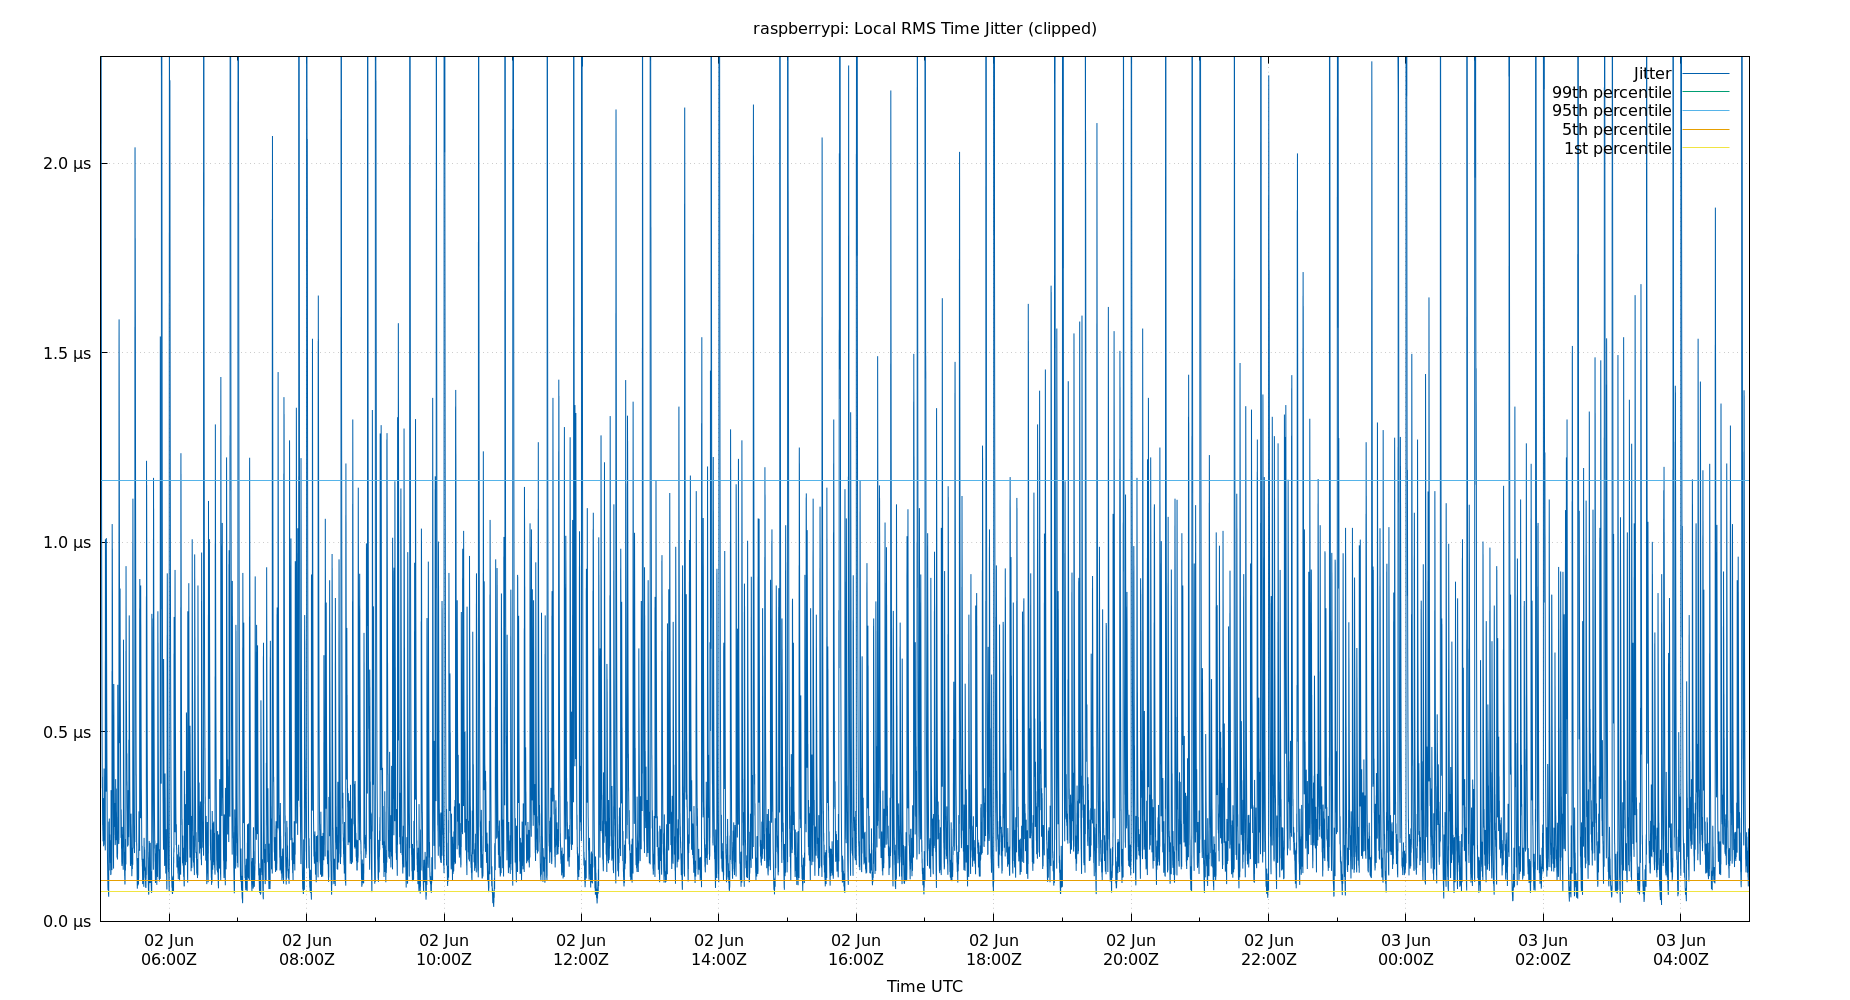 raspberrypi: Local RMS Time Jitter (clipped)
Jitter
99th percentile
95th percentile
5th percentile
1st percentile
2.0 µs
1.5 µs
1.0 µs
0.5 µs
0.0 µs
02 Jun 02 Jun 02 Jun 02 Jun 02 Jun 02 Jun 02 Jun 02 Jun 02 Jun 03 Jun 03 Jun 03 Jun
06:00Z 08:00Z 10:00Z 12:00Z 14:00Z 16:00Z 18:00Z 20:00Z 22:00Z 00:00Z 02:00Z 04:00Z
Time UTC